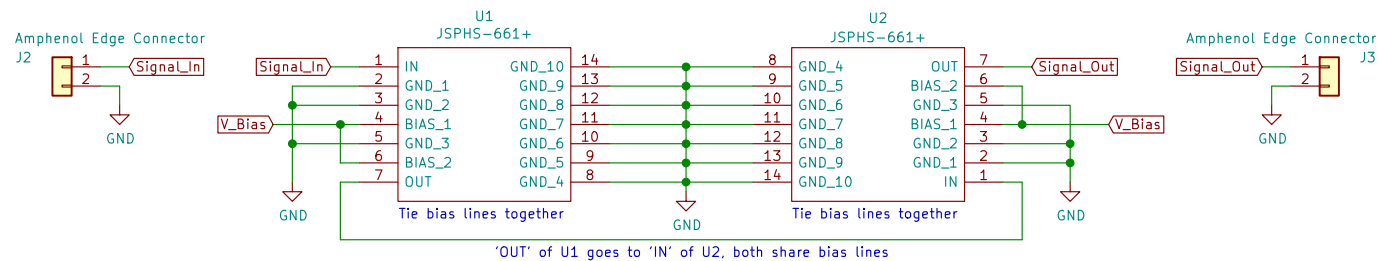 Amphenol Edge Connector
J2
1
2
Signal_In
GND
U1
JSPHS-661+
Signal_In
V_Bias
GND
1 IN GND_10 14
2 GND_1 GND_9 13
3 GND_2 GND_8 12
4 BIAS_1 GND_7 11
5 GND_3 GND_6 10
6 BIAS_2 GND_5 9
7 OUT GND_4 8
Tie bias lines together
GND
U2
JSPHS-661+
8 GND_4 OUT 7
9 GND_5 BIAS_2 6
10 GND_6 GND_3 5
11 GND_7 BIAS_1 4
12 GND_8 GND_2 3
13 GND_9 GND_1 2
14 GND_10 IN 1
Tie bias lines together
Signal_Out
V_Bias
GND
'OUT' of U1 goes to 'IN' of U2, both share bias lines
Amphenol Edge Connector
J3
Signal_Out
1
2
GND